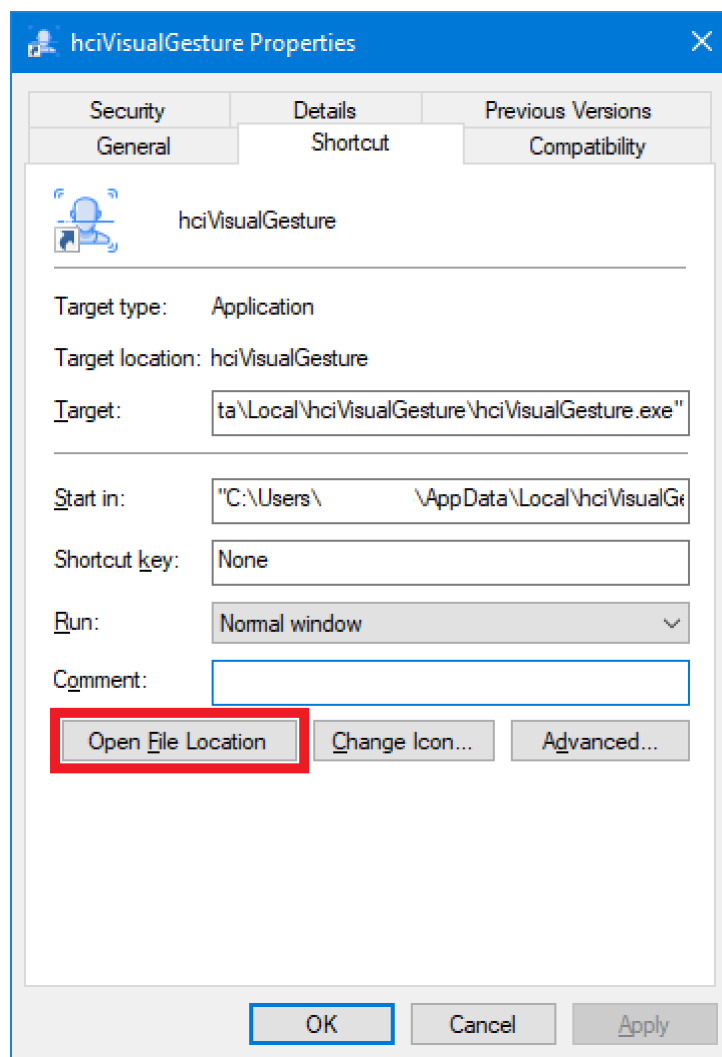 hciVisualGesture Properties
Security Details Previous Versions
General Shortcut Compatibility
hciVisualGesture
Target type: Application
Target location: hciVisualGesture
Target: ta\Local\hciVisualGesture\hciVisualGesture.exe"
Start in: "C:\Users\ \AppData\Local\hciVisualGe
Shortcut key: None
Run: Normal window
Comment:
Open File Location Change Icon... Advanced...
OK Cancel Apply